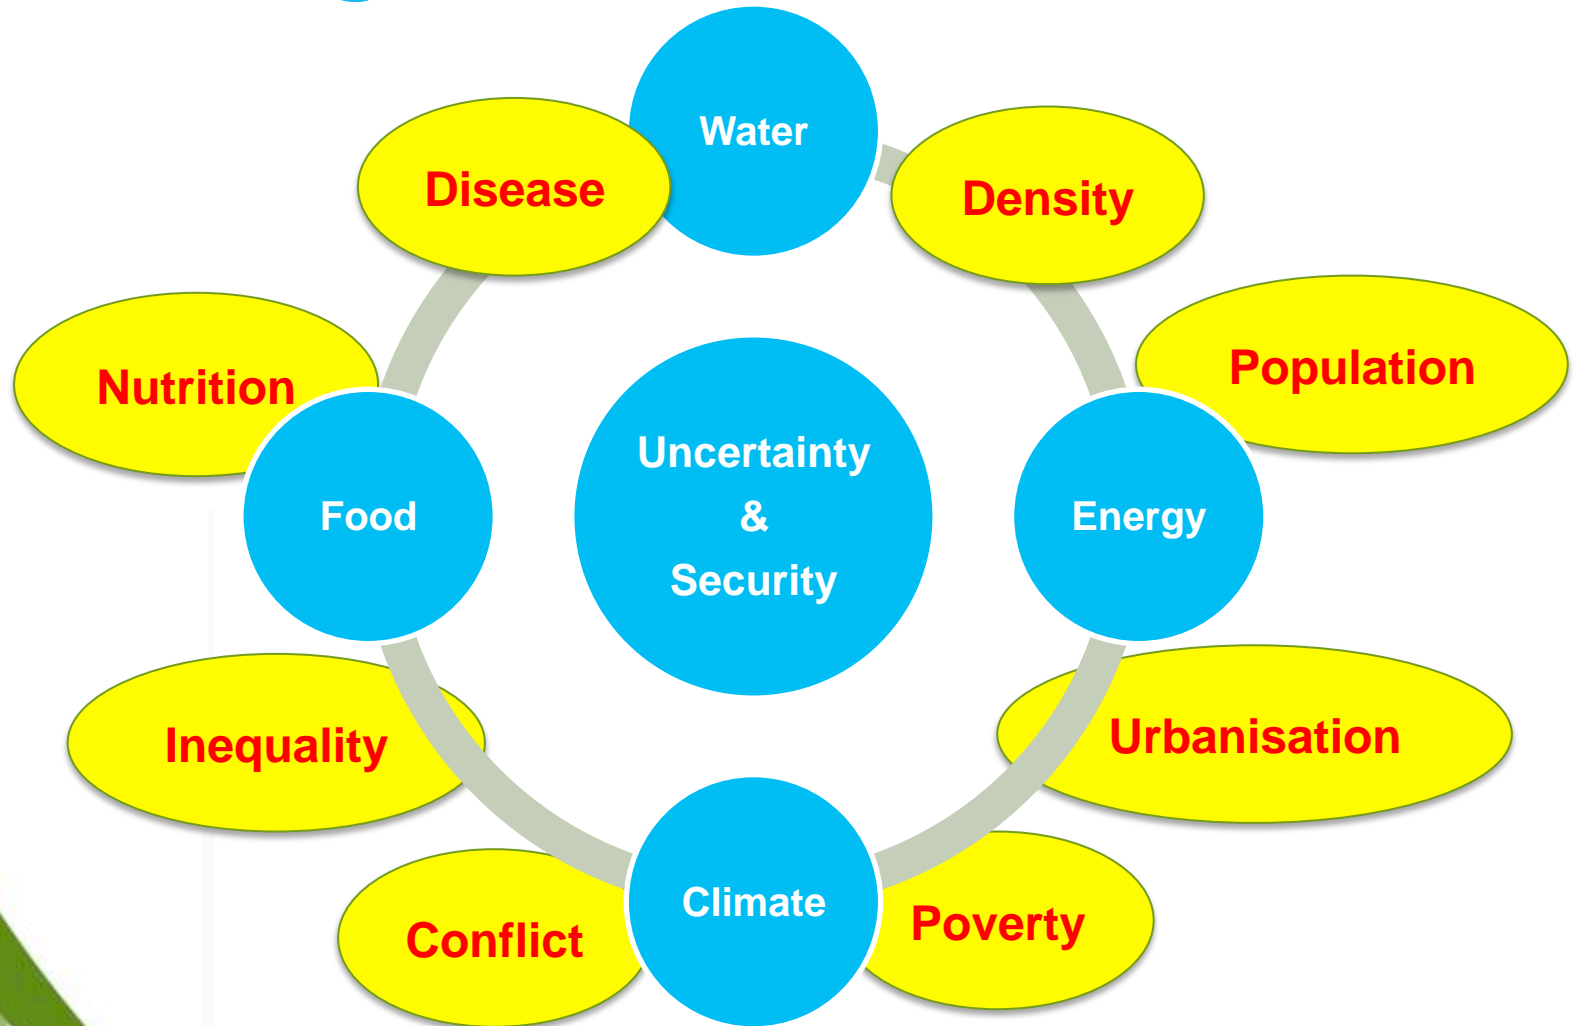 Water
Disease
Density
Population
Nutrition
Uncertainty
&
Security
Food
Energy
Inequality
Urbanisation
Climate
Conflict
Poverty